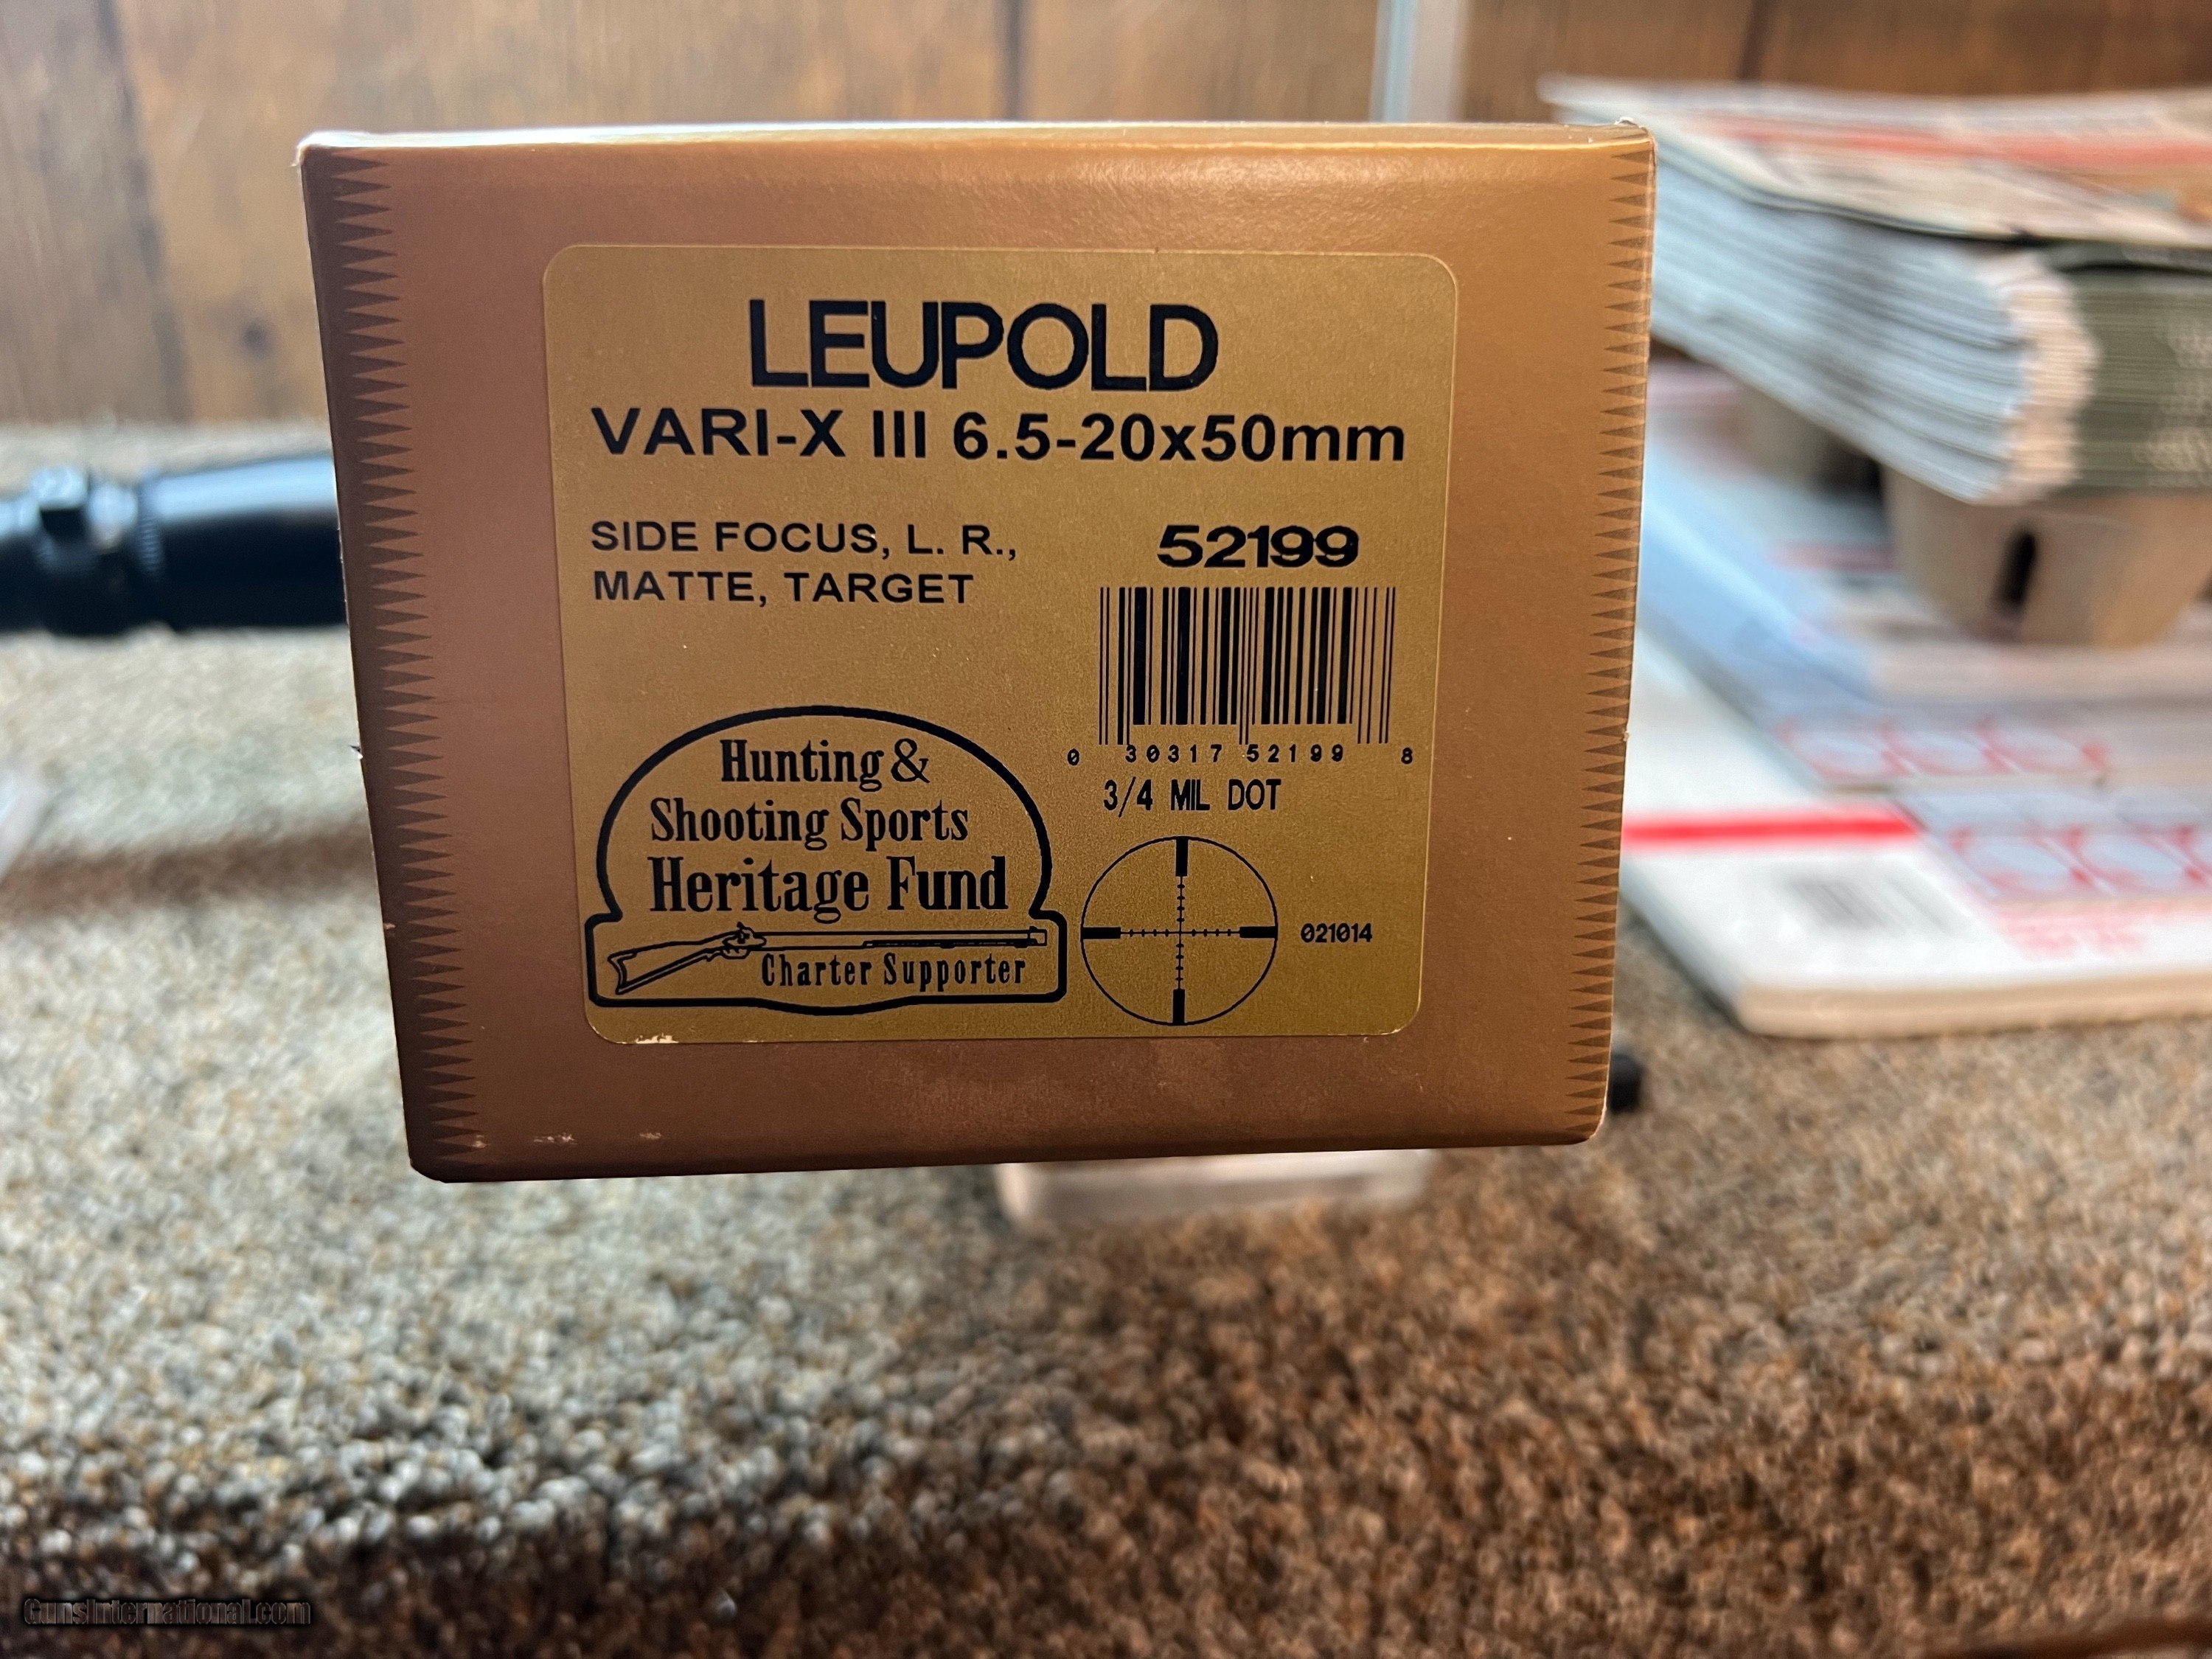 LEUPOLD
VARI-X III 6.5-20x50mm
SIDE FOCUS, L. R.,
MATTE, TARGET
52199
0 30317 52199 8
3/4 MIL DOT
021014
Hunting &
Shooting Sports
Heritage Fund
Charter Supporter
GunsInternational.com